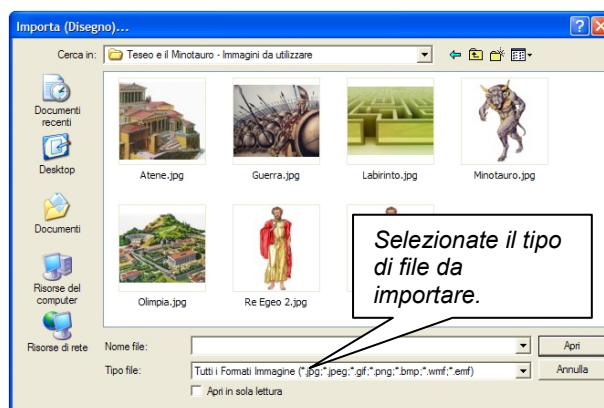 Importa (Disegno)...
Cerca in:
Teseo e il Minotauro - Immagini da utilizzare
Documenti
recenti
Desktop
Documenti
Risorse del
computer
Risorse di rete
Atene.jpg
Guerra.jpg
Labirinto.jpg
Minotauro.jpg
Olimpia.jpg
Re Egeo 2.jpg
Selezionate il tipo
di file da
importare.
Nome file:
Apri
Tipo file:
Tutti i Formati Immagine (*.jpg;*.jpeg;*.gif;*.png;*.bmp;*.wmf;*.emf)
Annulla
Apri in sola lettura